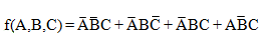 f(A,B,C) = A̅B̅C + A̅BC̅ + A̅BC + AB̅C